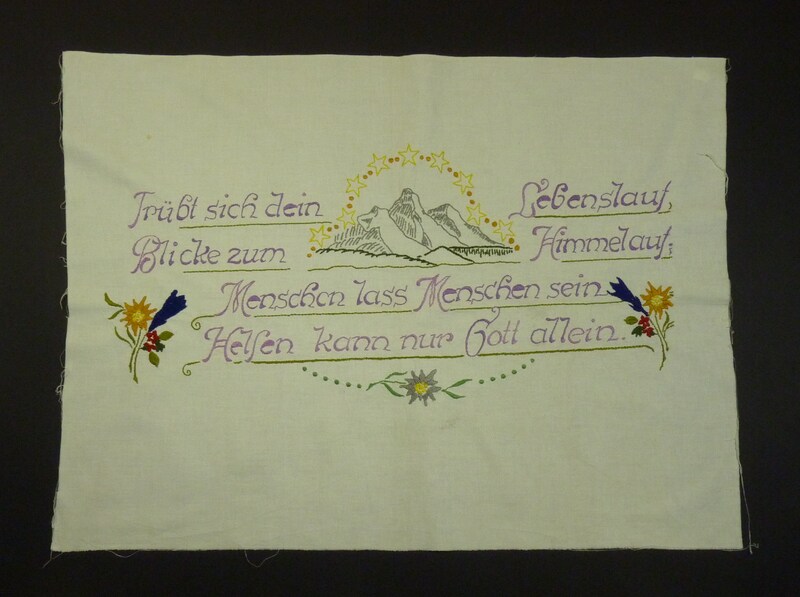 Trübt sich dein Lebenslauf,
Blicke zum Himmel auf;
Menschen lass Menschen sein
Helfen kann nur Gott allein.